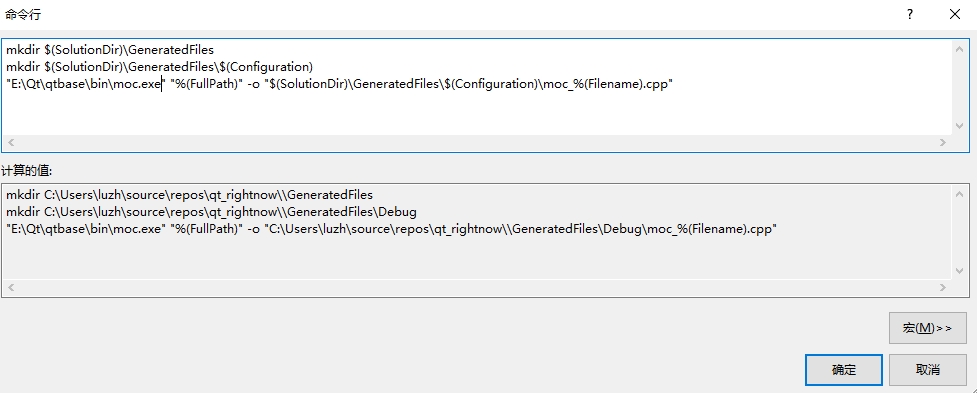 命令行
? ×
mkdir $(SolutionDir)\GeneratedFiles
mkdir $(SolutionDir)\GeneratedFiles\$(Configuration)
"E:\Qt\qtbase\bin\moc.exe" "%(FullPath)" -o "$(SolutionDir)\GeneratedFiles\$(Configuration)\moc_%(Filename).cpp"
计算的值:
mkdir C:\Users\luzh\source\repos\qt_rightnow\\GeneratedFiles
mkdir C:\Users\luzh\source\repos\qt_rightnow\\GeneratedFiles\Debug
"E:\Qt\qtbase\bin\moc.exe" "%(FullPath)" -o "C:\Users\luzh\source\repos\qt_rightnow\\GeneratedFiles\Debug\moc_%(Filename).cpp"
宏(M)>>
确定
取消